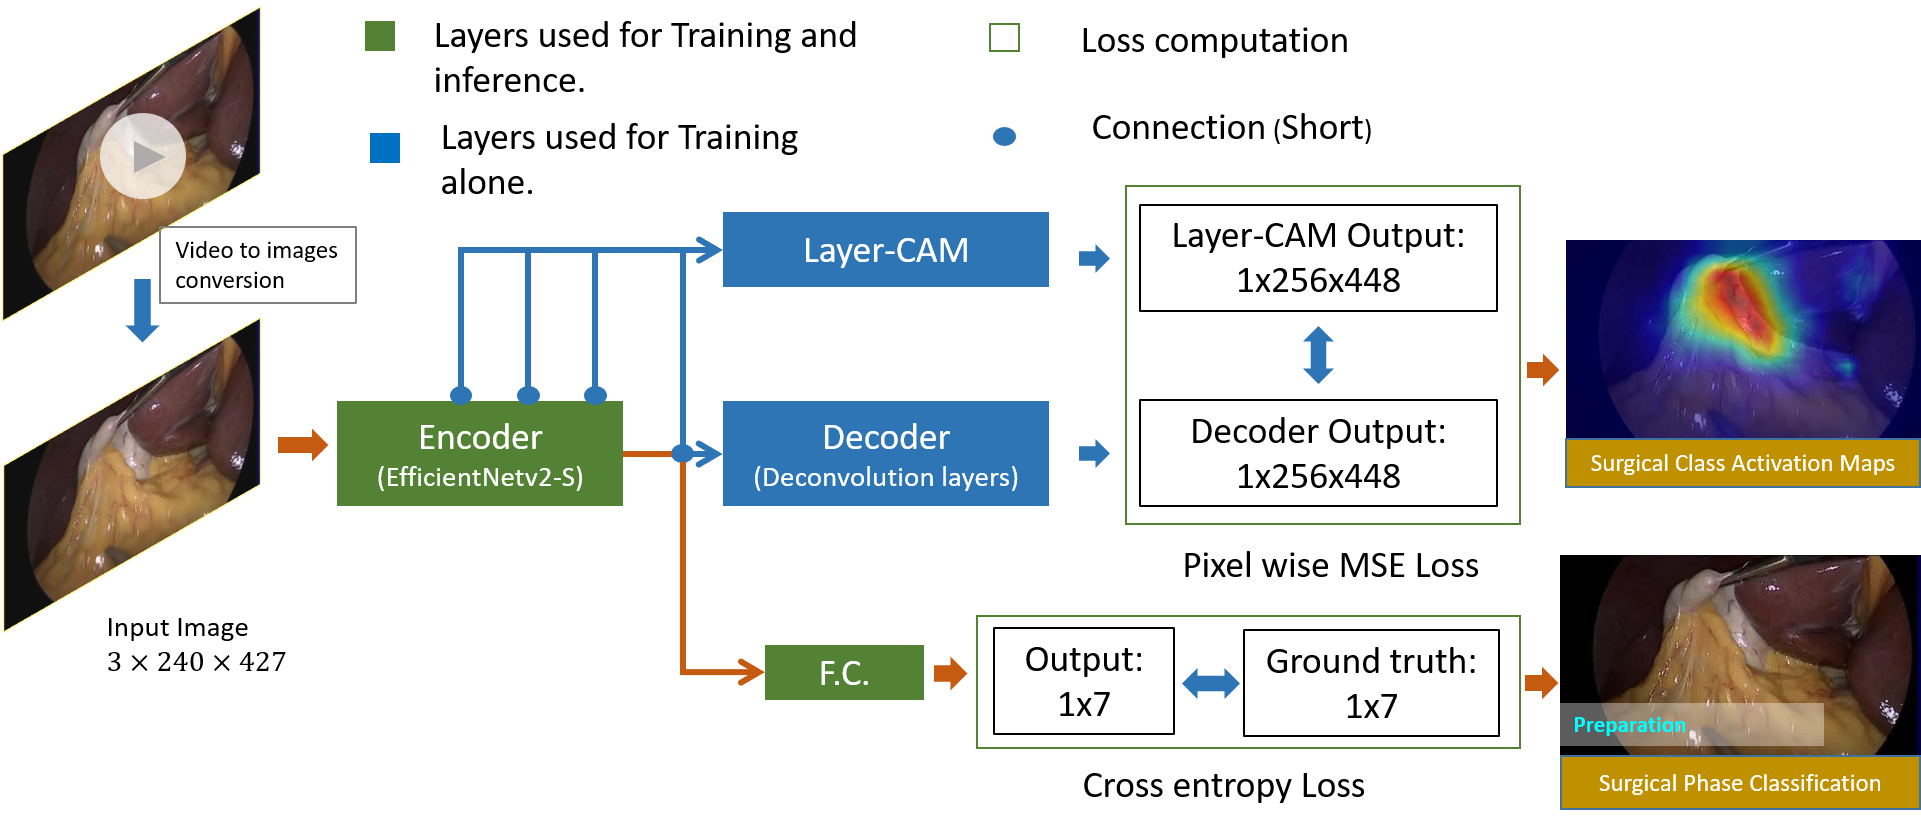 Layers used for Training and
inference.
Loss computation
Layers used for Training
alone.
Connection (Short)
Video to images
conversion
Layer-CAM
Layer-CAM Output:
1x256x448
Encoder
(EfficientNetv2-S)
Decoder
(Deconvolution layers)
Decoder Output:
1x256x448
Surgical Class Activation Maps
Pixel wise MSE Loss
Input Image
3 × 240 × 427
F.C.
Output:
1x7
Ground truth:
1x7
Preparation
Cross entropy Loss
Surgical Phase Classification